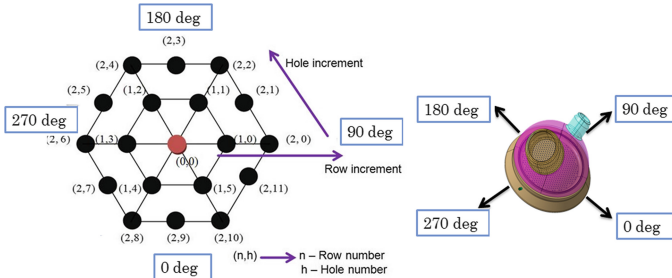 180 deg
(2,3)
(2,4)
(2,2)
Hole increment
(2,5)
(1,2)
(1,1)
(2,1)
270 deg
90 deg
2, 6)
(1,3)
(1,0)
(2, 0)
(0,0)
Row increment
(2,7)
(1,4)
(1,5)
(2,11)
(2,8)
(2,9)
(2,10)
0 deg
(n,h) n – Row number
h – Hole number
180 deg
90 deg
270 deg
0 deg